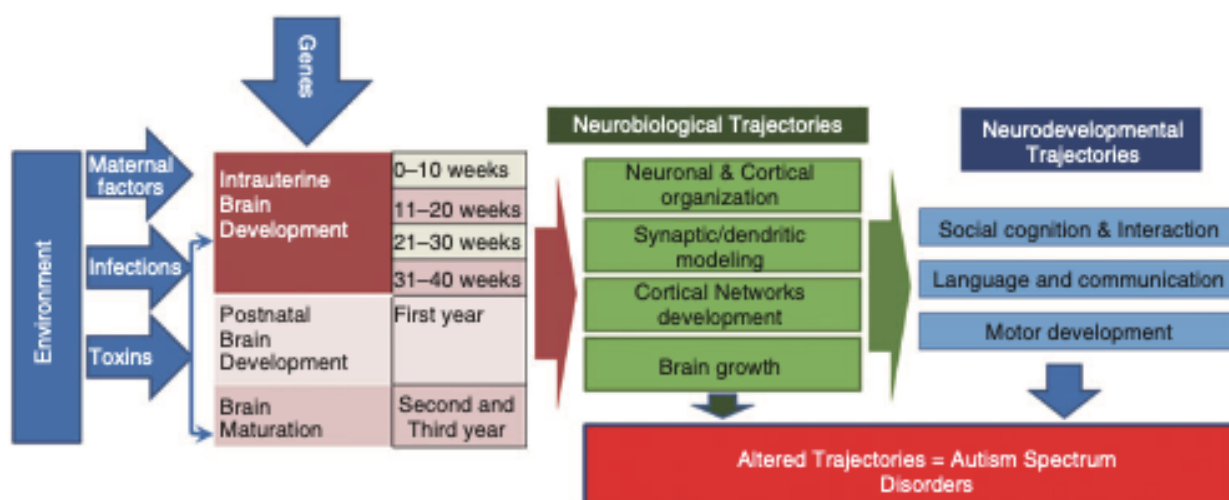 Genes
Environment
Maternal
factors
Infections
Toxins
Intrauterine
Brain
Development
0–10 weeks
11–20 weeks
21–30 weeks
31–40 weeks
Postnatal
Brain
Development
First year
Brain
Maturation
Second and
Third year
Neurobiological Trajectories
Neuronal & Cortical
organization
Synaptic/dendritic
modeling
Cortical Networks
development
Brain growth
Neurodevelopmental
Trajectories
Social cognition & Interaction
Language and communication
Motor development
Altered Trajectories = Autism Spectrum
Disorders